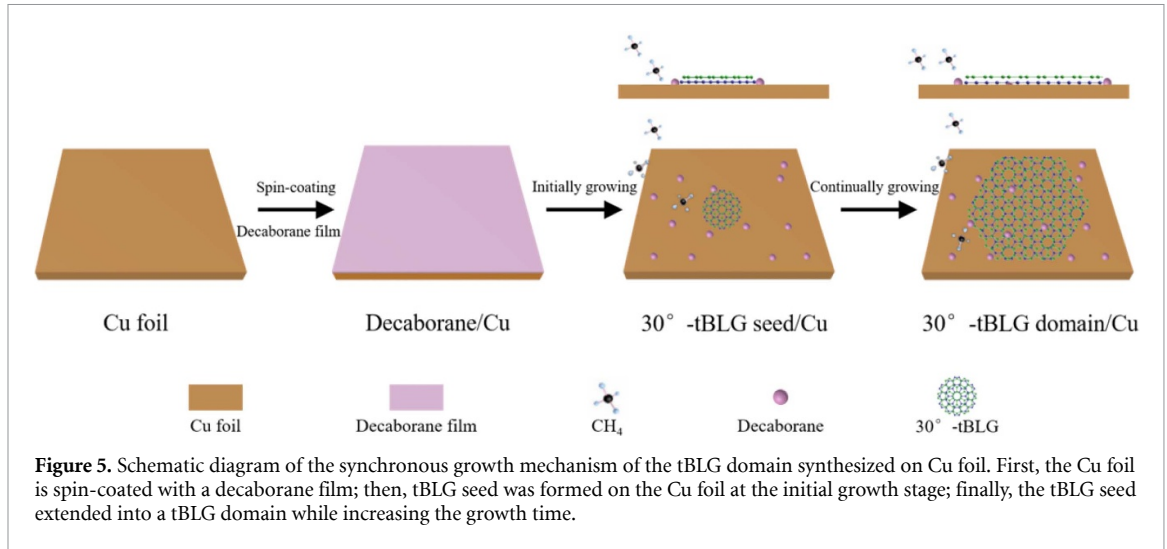 Spin-coating
Decaborane film
Initially growing
Continually growing
Cu foil
Decaborane/Cu
30° -tBLG seed/Cu
30° -tBLG domain/Cu
Cu foil
Decaborane film
CH₄
Decaborane
30° -tBLG
Figure 5. Schematic diagram of the synchronous growth mechanism of the tBLG domain synthesized on Cu foil. First, the Cu foil
is spin-coated with a decaborane film; then, tBLG seed was formed on the Cu foil at the initial growth stage; finally, the tBLG seed
extended into a tBLG domain while increasing the growth time.